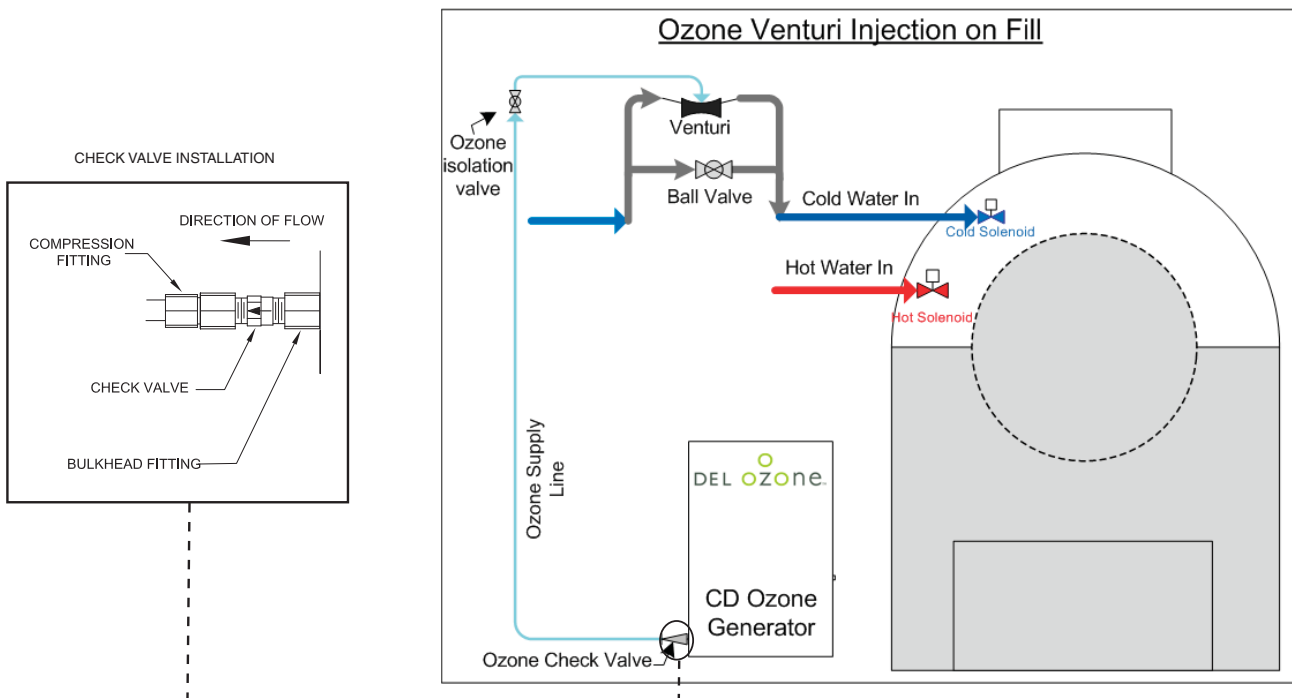 CHECK VALVE INSTALLATION
DIRECTION OF FLOW
COMPRESSION
FITTING
CHECK VALVE
BULKHEAD FITTING
Ozone Venturi Injection on Fill
Ozone
isolation
valve
Venturi
Ball Valve
Cold Water In
Cold Solenoid
Hot Water In
Hot Solenoid
Ozone Supply
Line
DEL ozone™
CD Ozone
Generator
Ozone Check Valve